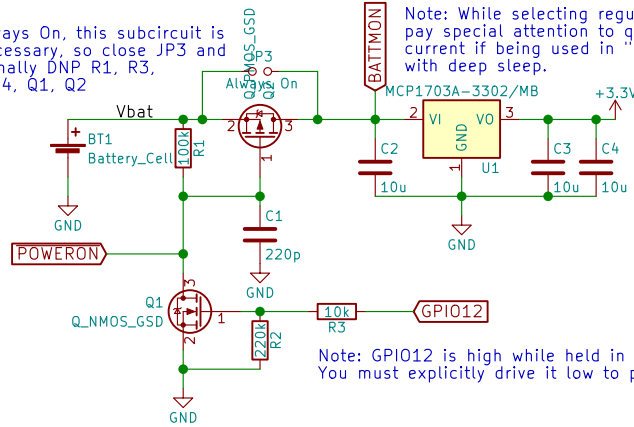 ays On, this subcircuit is
cessary, so close JP3 and
nally DNP R1, R3,
4, Q1, Q2
Note: While selecting regu
pay special attention to q
current if being used in "
with deep sleep.
Q_PMOS_GSD
Q2
JP3
Always On
BATTMON
MCP1703A-3302/MB
+3.3V
Vbat
BT1
Battery_Cell
+
100k
R1
2
3
1
2
VI
VO
3
GND
1
U1
C2
10u
C3
10u
C4
10u
GND
GND
C1
220p
GND
POWERON
Q1
Q_NMOS_GSD
3
1
2
220k
R2
10k
R3
GPIO12
GND
Note: GPIO12 is high while held in
You must explicitly drive it low to p